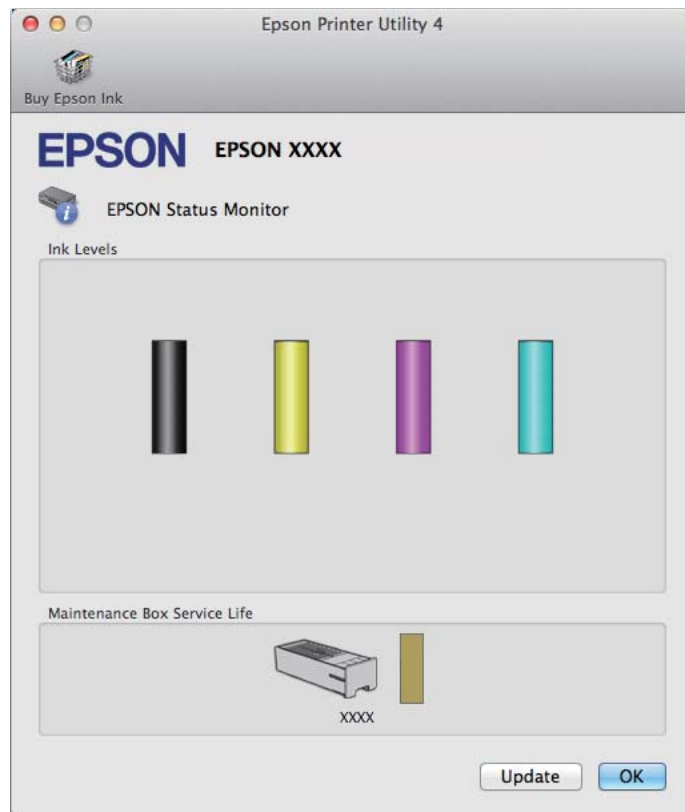 Epson Printer Utility 4
Buy Epson Ink
EPSON EPSON XXXX
EPSON Status Monitor
Ink Levels
Maintenance Box Service Life
XXXX
Update OK